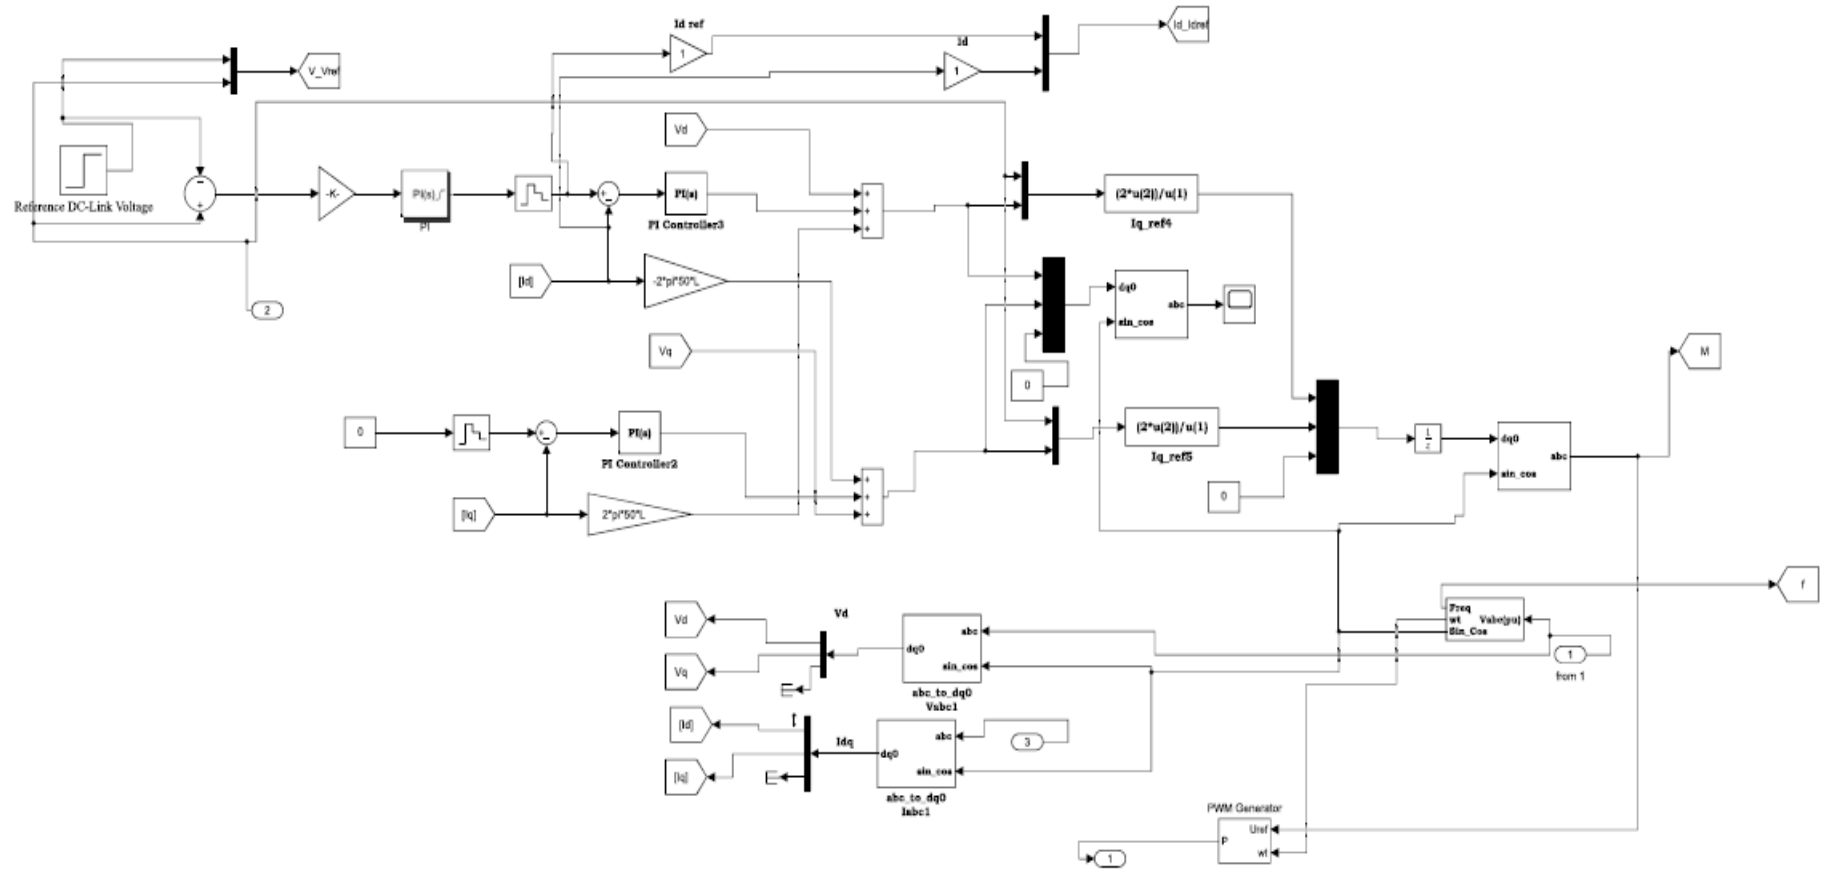 Id ref
Id
Id_Idref
1
1
V_Vref
Vd
Reference DC-Link Voltage
-
+
-K-
PI(s)
PI
+
-
PI(s)
PI Controller3
+
+
+
(2*u(2))/u(1)
Iq_ref4
[Id]
-2*pi*50*L
2
dq0
abc
sin_cos
Vq
M
0
0
+
-
PI(s)
PI Controller2
(2*u(2))/u(1)
Iq_ref5
1
z
dq0
abc
sin_cos
+
+
+
0
[Iq]
2*pi*50*L
f
Freq
wt
Sin_Cos
Vabc(pu)
1
from 1
Vd
Vd
Vq
abc
dq0
sin_cos
abc_to_dq0
Vabc1
[Id]
[Iq]
Idq
abc
dq0
sin_cos
3
abc_to_dq0
Iabc1
PWM Generator
Uref
P
wt
1